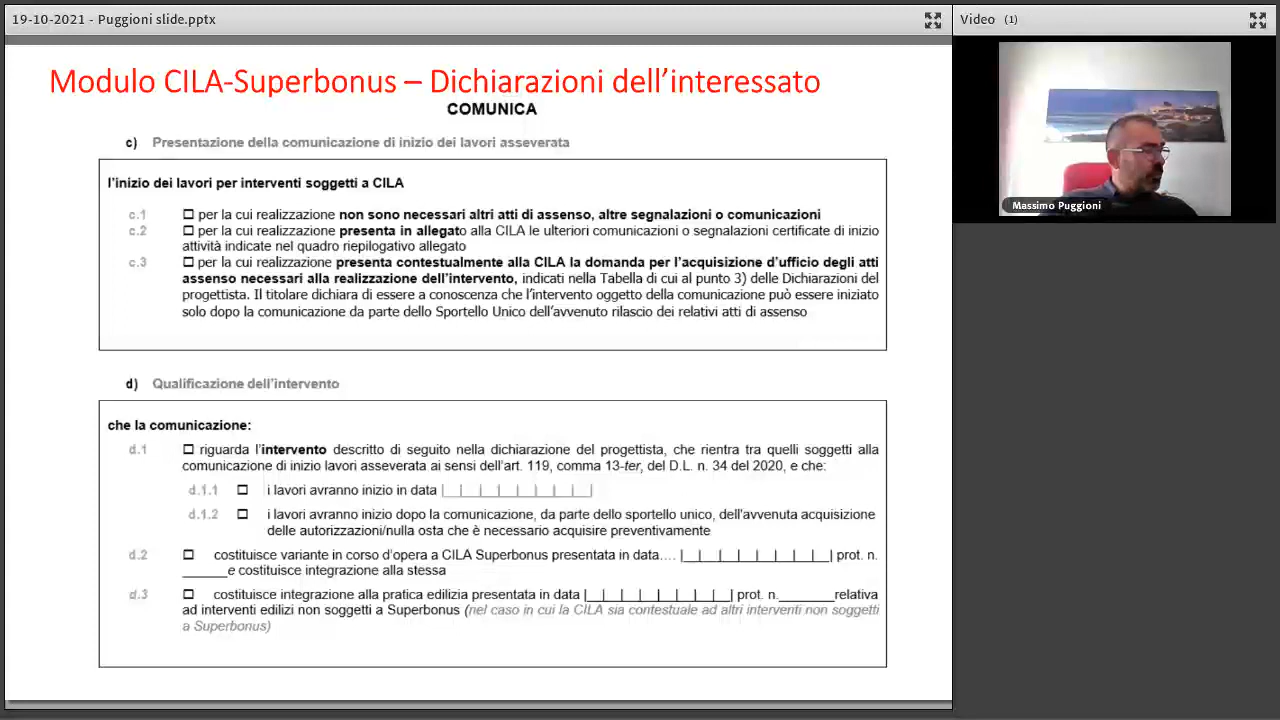 19-10-2021 - Puggioni slide.pptx
Video (1)
Modulo CILA-Superbonus – Dichiarazioni dell'interessato
COMUNICA
c) Presentazione della comunicazione di inizio dei lavori asseverata
l'inizio dei lavori per interventi soggetti a CILA
c.1 □ per la cui realizzazione non sono necessari altri atti di assenso, altre segnalazioni o comunicazioni
c.2 □ per la cui realizzazione presenta in allegato alla CILA le ulteriori comunicazioni o segnalazioni certificate di inizio
attività indicate nel quadro riepilogativo allegato
c.3 □ per la cui realizzazione presenta contestualmente alla CILA la domanda per l'acquisizione d'ufficio degli atti
assenso necessari alla realizzazione dell'intervento, indicati nella Tabella di cui al punto 3) delle Dichiarazioni del
progettista. Il titolare dichiara di essere a conoscenza che l'intervento oggetto della comunicazione può essere iniziato
solo dopo la comunicazione da parte dello Sportello Unico dell'avvenuto rilascio dei relativi atti di assenso
d) Qualificazione dell'intervento
che la comunicazione:
d.1 □ riguarda l'intervento descritto di seguito nella dichiarazione del progettista, che rientra tra quelli soggetti alla
comunicazione di inizio lavori asseverata ai sensi dell'art. 119, comma 13-ter, del D.L. n. 34 del 2020, e che:
d.1.1 □ i lavori avranno inizio in data |_|_|_|_|_|_|_|_|
d.1.2 □ i lavori avranno inizio dopo la comunicazione, da parte dello sportello unico, dell'avvenuta acquisizione
delle autorizzazioni/nulla osta che è necessario acquisire preventivamente
d.2 □ costituisce variante in corso d'opera a CILA Superbonus presentata in data.... |_|_|_|_|_|_|_|_| prot. n.
______e costituisce integrazione alla stessa
d.3 □ costituisce integrazione alla pratica edilizia presentata in data |_|_|_|_|_|_|_|_| prot. n._______relativa
ad interventi edilizi non soggetti a Superbonus (nel caso in cui la CILA sia contestuale ad altri interventi non soggetti
a Superbonus)
Massimo Puggioni